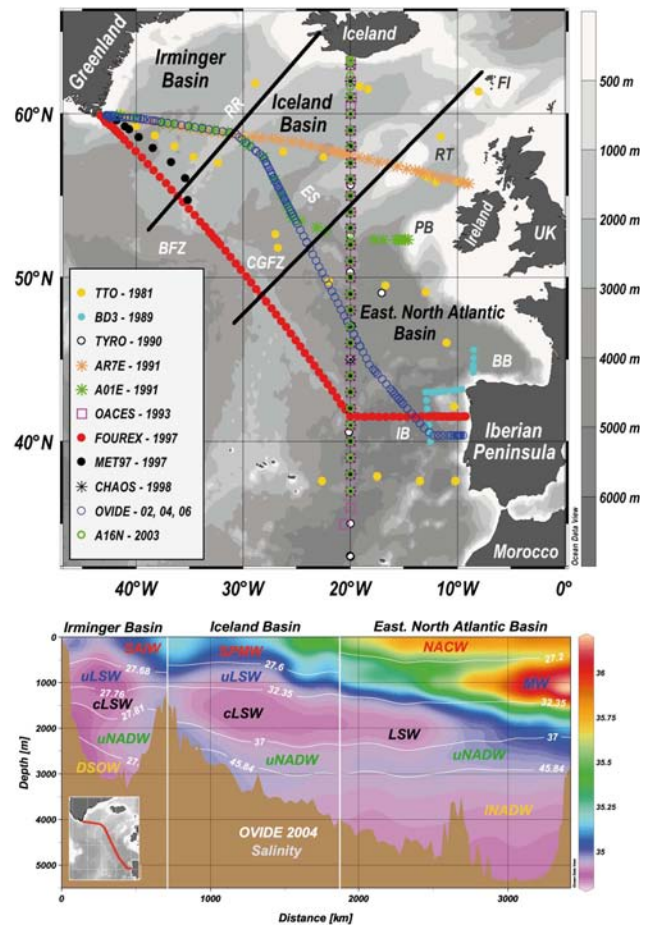 Greenland
Irminger
Basin
Iceland
Iceland
Basin
RR
FI
RT
ES
PB
Ireland
UK
BFZ
CGFZ
East. North Atlantic
Basin
BB
IB
Iberian
Peninsula
Morocco
60°N
50°N
40°N
40°W
30°W
20°W
10°W
0°
500 m
1000 m
2000 m
3000 m
4000 m
5000 m
6000 m
Ocean Data View
TTO - 1981
BD3 - 1989
TYRO - 1990
AR7E - 1991
A01E - 1991
OACES - 1993
FOUREX - 1997
MET97 - 1997
CHAOS - 1998
OVIDE - 02, 04, 06
A16N - 2003
Irminger Basin
Iceland Basin
East. North Atlantic Basin
SAIW
SPMW
NACW
27.68
27.6
27.2
uLSW
uLSW
MW
27.76
32.35
32.35
cLSW
cLSW
LSW
27.81
37
37
uNADW
uNADW
uNADW
DSOW
27.
45.84
45.84
lNADW
OVIDE 2004
Salinity
0
1000
2000
3000
4000
5000
Depth [m]
0
1000
2000
3000
Distance [km]
36
35.75
35.5
35.25
35